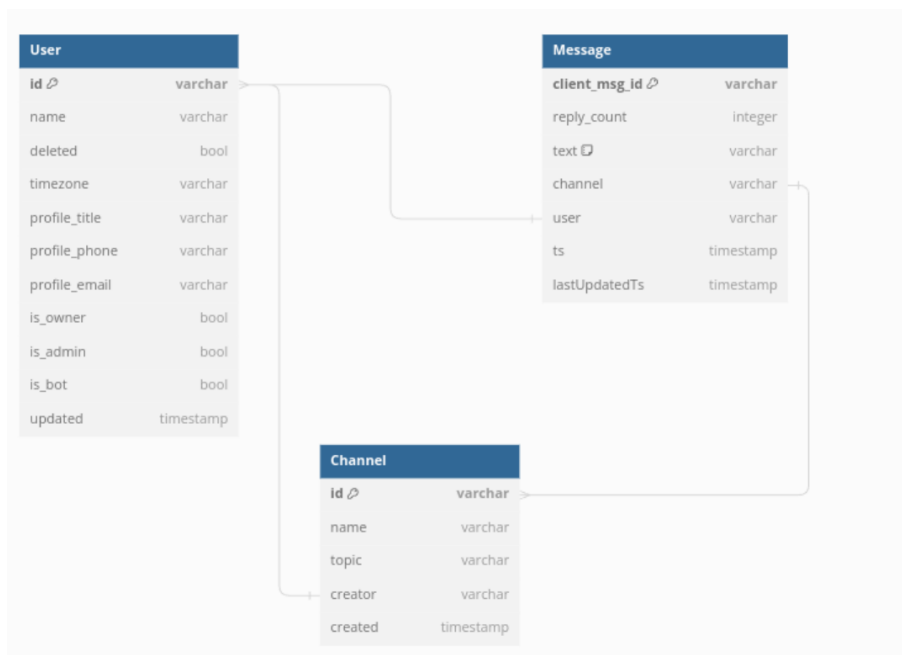 User
id varchar
name varchar
deleted bool
timezone varchar
profile_title varchar
profile_phone varchar
profile_email varchar
is_owner bool
is_admin bool
is_bot bool
updated timestamp
Message
client_msg_id varchar
reply_count integer
text varchar
channel varchar
user varchar
ts timestamp
lastUpdatedTs timestamp
Channel
id varchar
name varchar
topic varchar
creator varchar
created timestamp